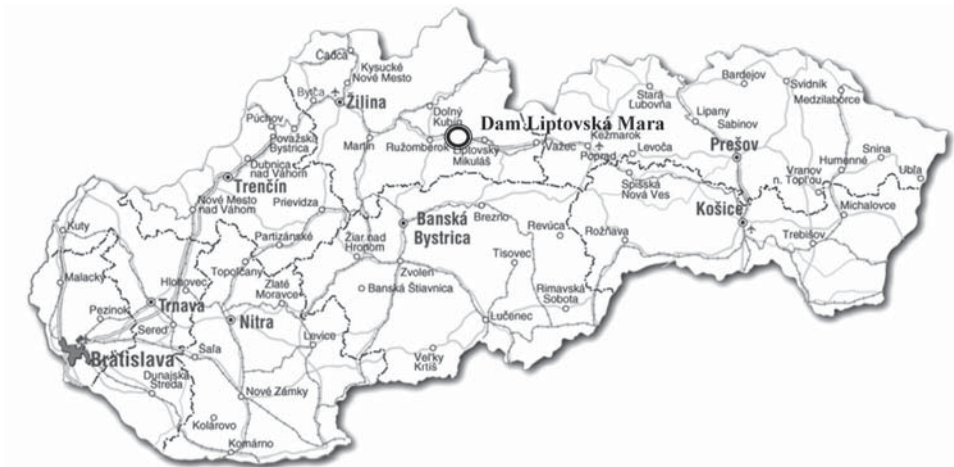 Čadca
Kysucké
Nové Mesto
Bytča
Žilina
Púchov
Považská
Bystrica
Dubnica
nad Váhom
Trenčín
Nové Mesto
nad Váhom
Prievidza
Martin
Dolný
Kubín
Ružomberok
Dam Liptovská Mara
Liptovský
Mikuláš
Važec
Kežmarok
Poprad
Levoča
Stará
Lubovna
Lipany
Sabinov
Bardejov
Svidník
Medzilaborce
Prešov
Snina
Humenné
Ubľa
Vranov
n. Topľou
Michalovce
Spišská
Nová Ves
Košice
Trebišov
Rožňava
Revúca
Brezno
Banská
Bystrica
Tisovec
Partizánské
Žiar nad
Hronom
Topoľčany
Zvolen
Banská Štiavnica
Rimavská
Sobota
Lučenec
Veľký
Krtíš
Kuty
Malacky
Pezinok
Hlohovec
Trnava
Zlaté
Moravce
Nitra
Sereď
Levice
Bratislava
Šaľa
Dunajská
Streda
Nové Zámky
Kolárovo
Komárno